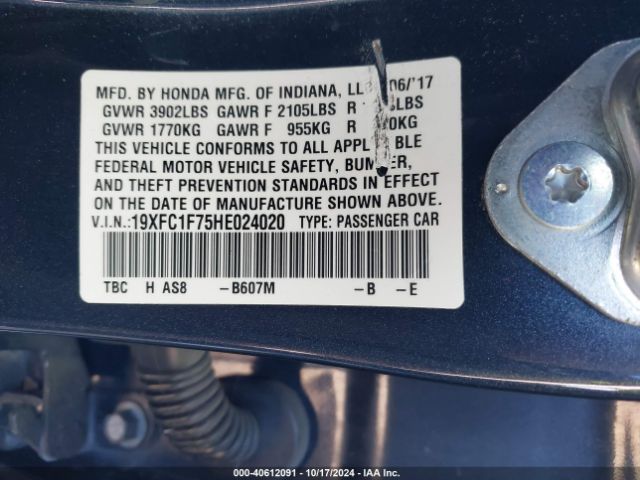 MFD. BY HONDA MFG. OF INDIANA, 06/'17
GVWR 3902LBS GAWR F 2105LBS R LBS
GVWR 1770KG GAWR F 955KG R 0KG
THIS VEHICLE CONFORMS TO ALL APPL BLE
FEDERAL MOTOR VEHICLE SAFETY, BUM ER,
AND THEFT PREVENTION STANDARDS IN EFFECT
ON THE DATE OF MANUFACTURE SHOWN ABOVE.
V.I.N.:19XFC1F75HE024020 TYPE: PASSENGER CAR
TBC H AS8 -B607M -B -E
000-40612091 - 10/17/2024 - IAA Inc.